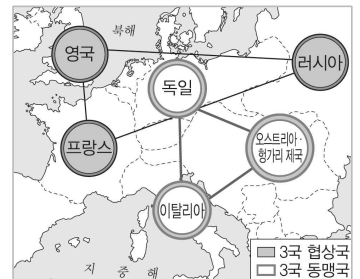 북해
영국
러시아
독일
프랑스
오스트리아·
헝가리 제국
이탈리아
지중해
3국 협상국
3국 동맹국